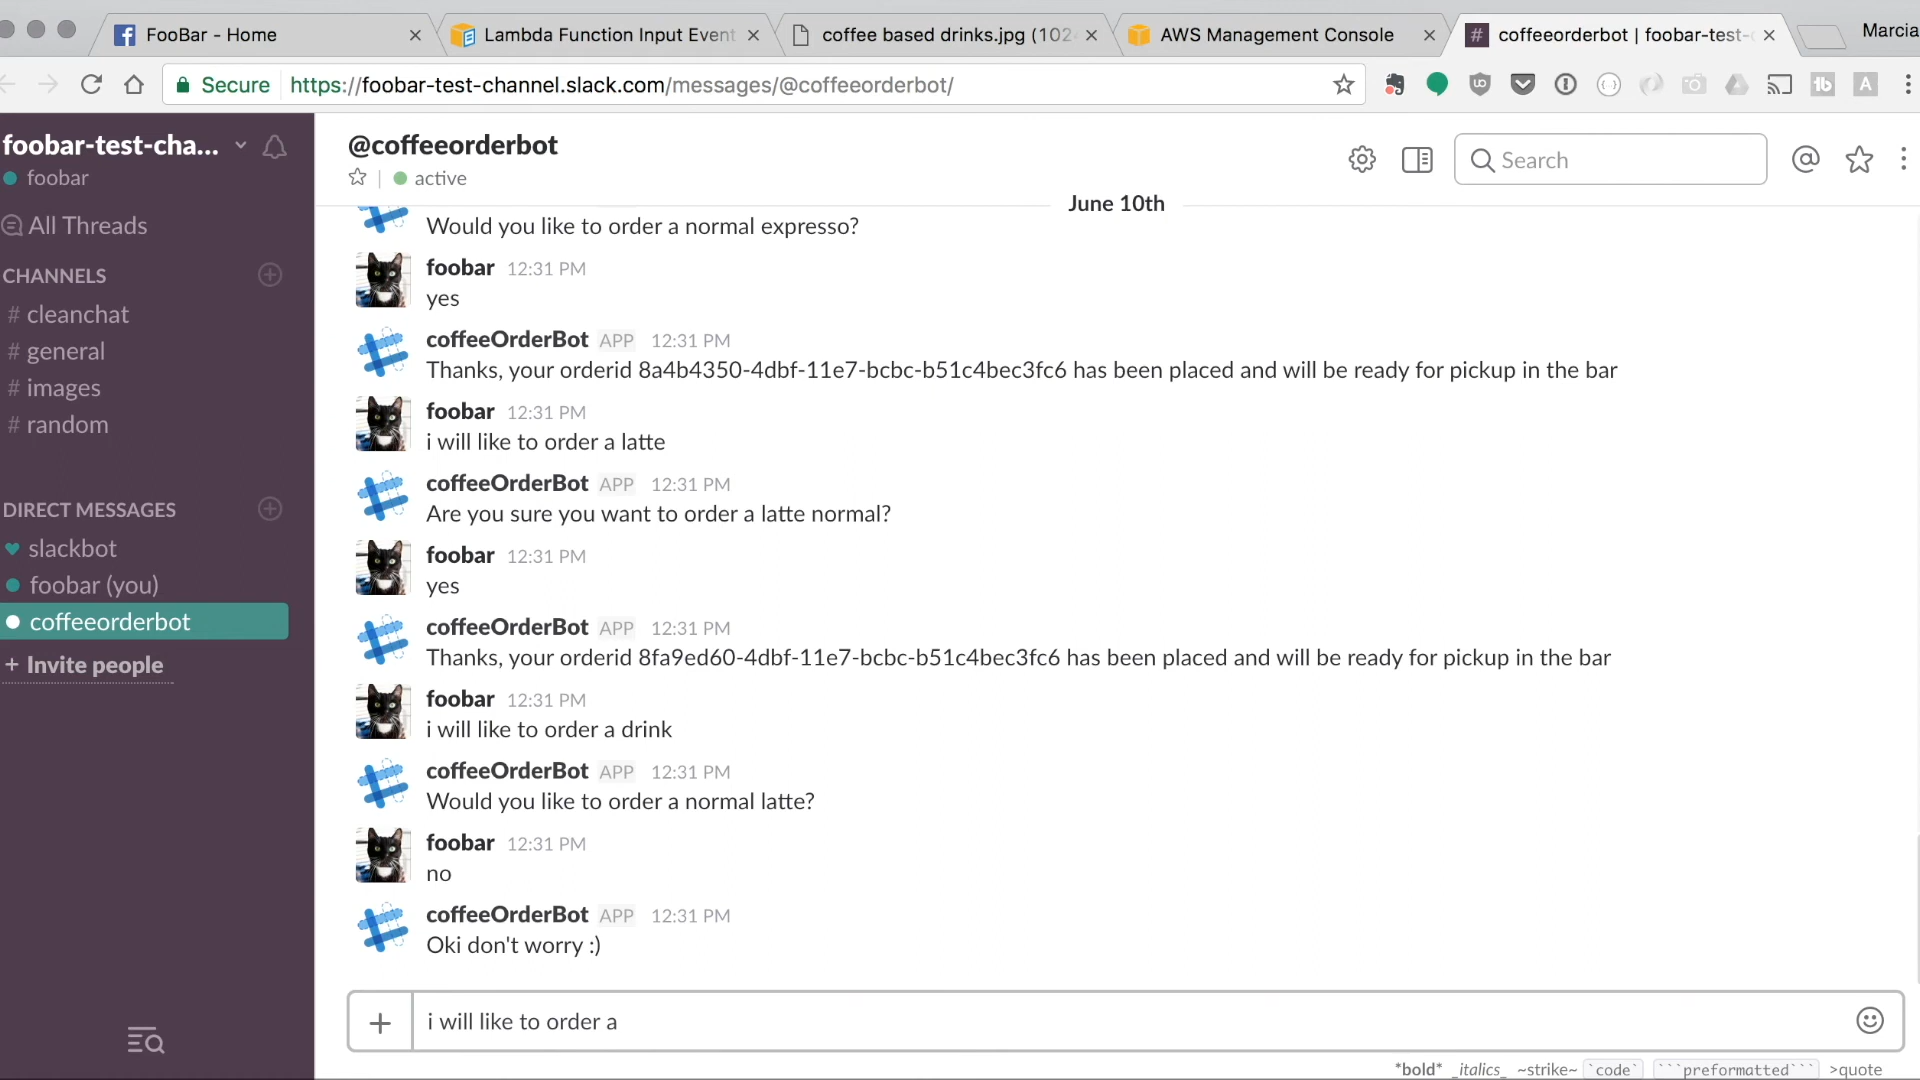 FooBar - Home
Lambda Function Input Event
coffee based drinks.jpg (102
AWS Management Console
coffeeorderbot | foobar-test-
Marcia
Secure https://foobar-test-channel.slack.com/messages/@coffeeorderbot/
foobar-test-cha...
foobar
All Threads
CHANNELS
# cleanchat
# general
# images
# random
DIRECT MESSAGES
slackbot
foobar (you)
coffeeorderbot
+ Invite people
@coffeeorderbot
active
Search
June 10th
Would you like to order a normal expresso?
foobar 12:31 PM
yes
coffeeOrderBot APP 12:31 PM
Thanks, your orderid 8a4b4350-4dbf-11e7-bcbc-b51c4bec3fc6 has been placed and will be ready for pickup in the bar
foobar 12:31 PM
i will like to order a latte
coffeeOrderBot APP 12:31 PM
Are you sure you want to order a latte normal?
foobar 12:31 PM
yes
coffeeOrderBot APP 12:31 PM
Thanks, your orderid 8fa9ed60-4dbf-11e7-bcbc-b51c4bec3fc6 has been placed and will be ready for pickup in the bar
foobar 12:31 PM
i will like to order a drink
coffeeOrderBot APP 12:31 PM
Would you like to order a normal latte?
foobar 12:31 PM
no
coffeeOrderBot APP 12:31 PM
Oki don't worry :)
i will like to order a
*bold* _italics_ ~strike~ `code` ```preformatted``` >quote